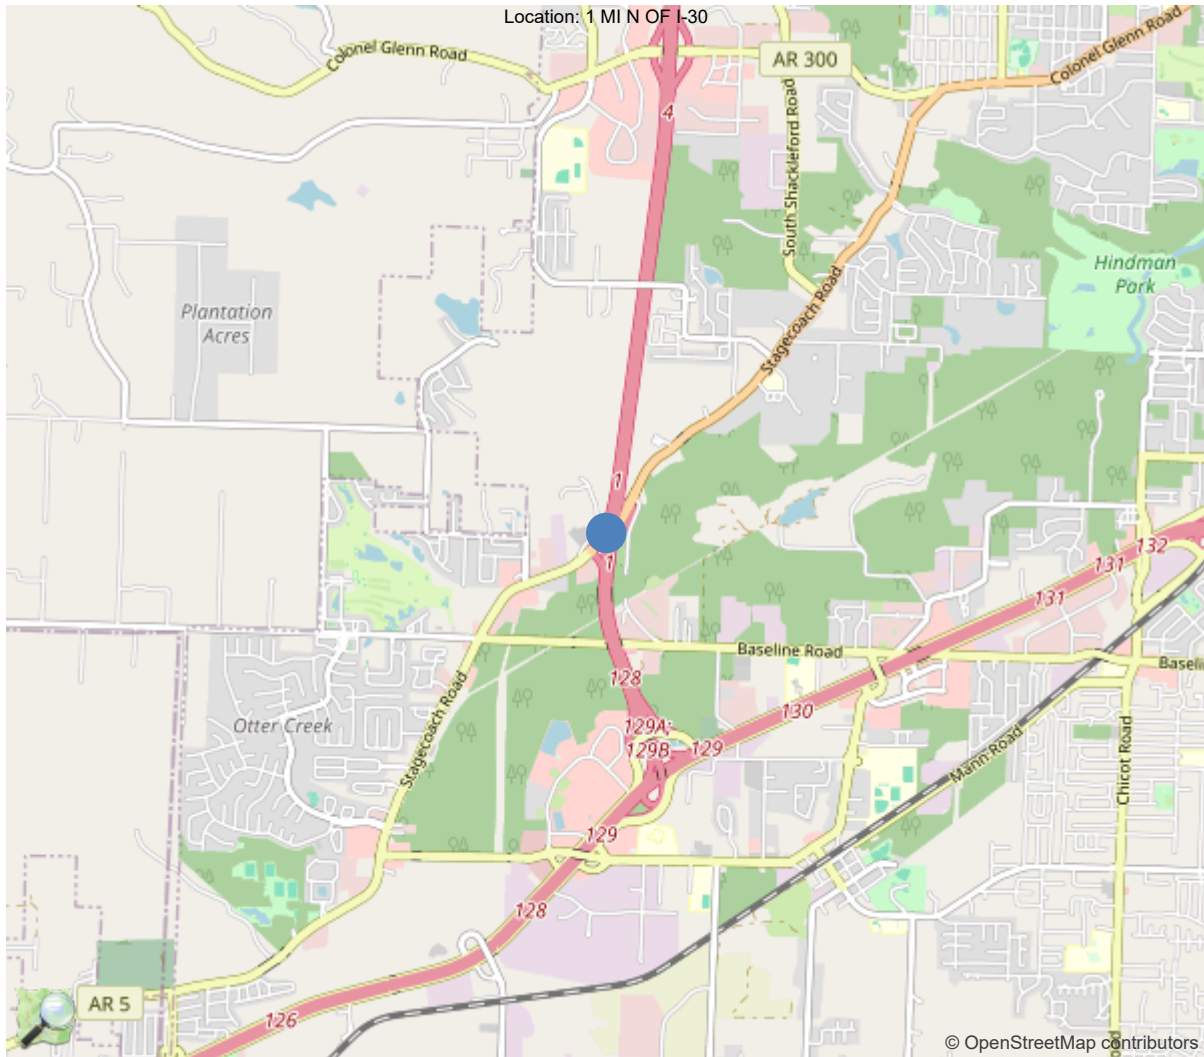 Location: 1 MI N OF I-30
Colonel Glenn Road
AR 300
Colonel Glenn Road
4
South Shackleford Road
Hindman
Park
Plantation
Acres
Stagecoach Road
1
1
132
131
131
Baseline Road
128
130
129A;
129B
129
Otter Creek
Stagecoach Road
Mann Road
Chicot Road
129
128
AR 5
126
© OpenStreetMap contributors